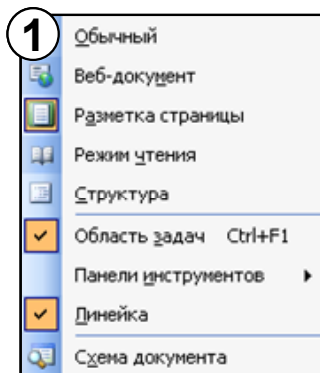 1
Обычный
Веб-документ
Разметка страницы
Режим чтения
Структура
Область задач Ctrl+F1
Панели инструментов
Линейка
Схема документа